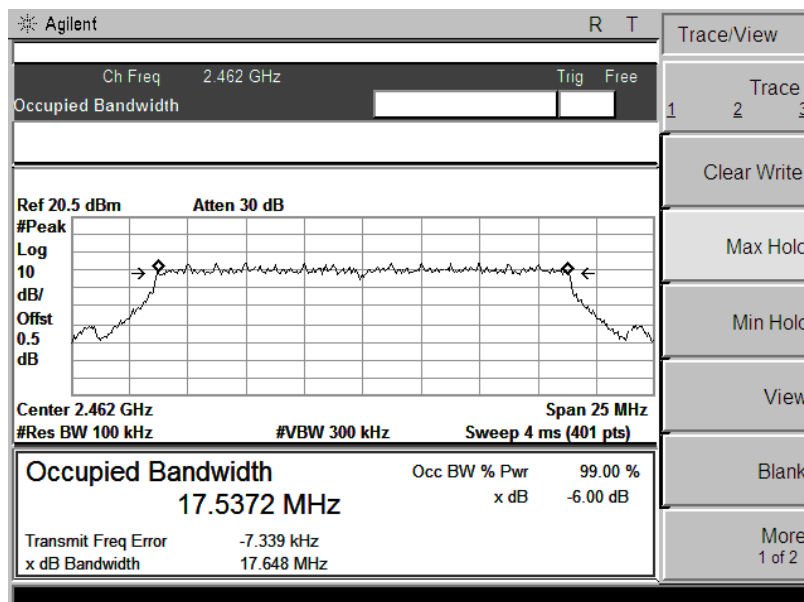 Agilent R T
Trace/View
Ch Freq 2.462 GHz Trig Free
Occupied Bandwidth
Trace
1 2 3
Clear Write
Max Hold
Min Hold
View
Blank
More
1 of 2
Ref 20.5 dBm Atten 30 dB
#Peak
Log
10
dB/
Offst
0.5
dB
Center 2.462 GHz Span 25 MHz
#Res BW 100 kHz #VBW 300 kHz Sweep 4 ms (401 pts)
Occupied Bandwidth
17.5372 MHz
Occ BW % Pwr 99.00 %
x dB -6.00 dB
Transmit Freq Error -7.339 kHz
x dB Bandwidth 17.648 MHz